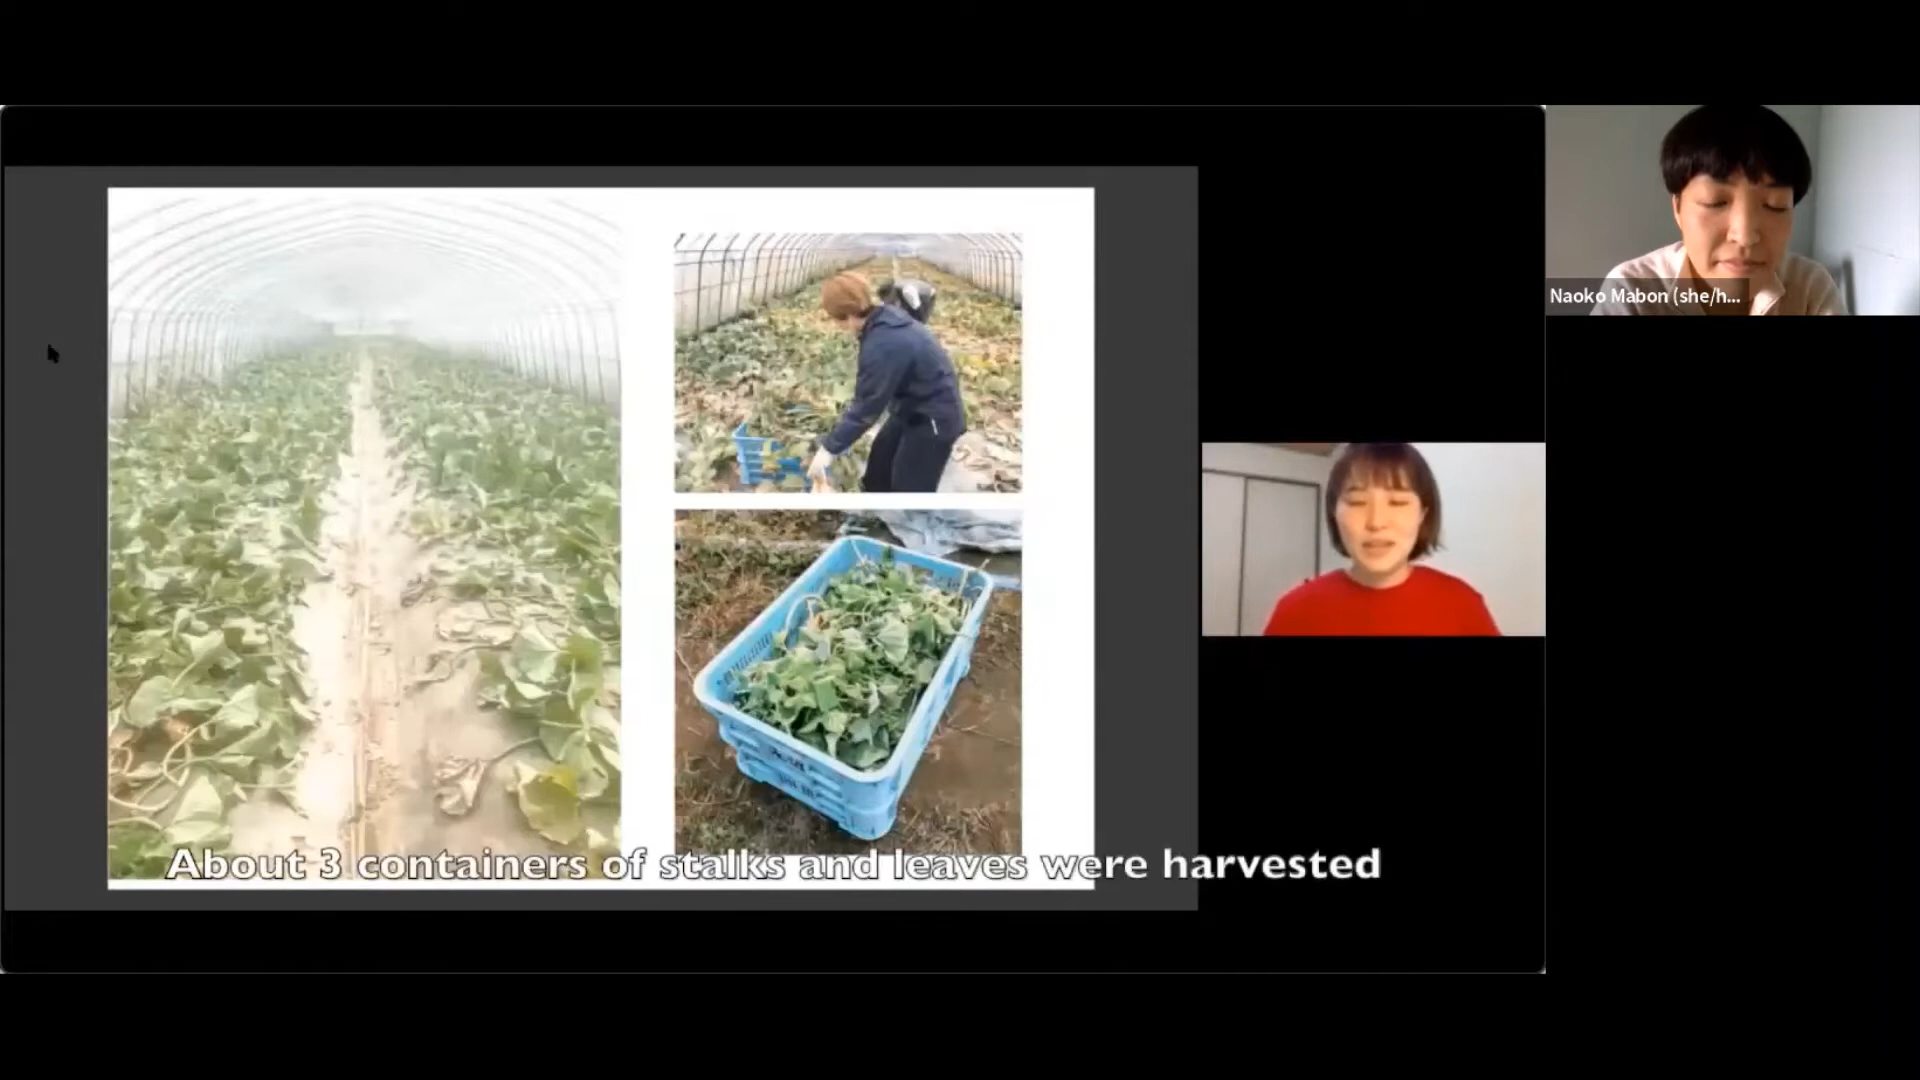 Naoko Mabon (she/h...
About 3 containers of stalks and leaves were harvested